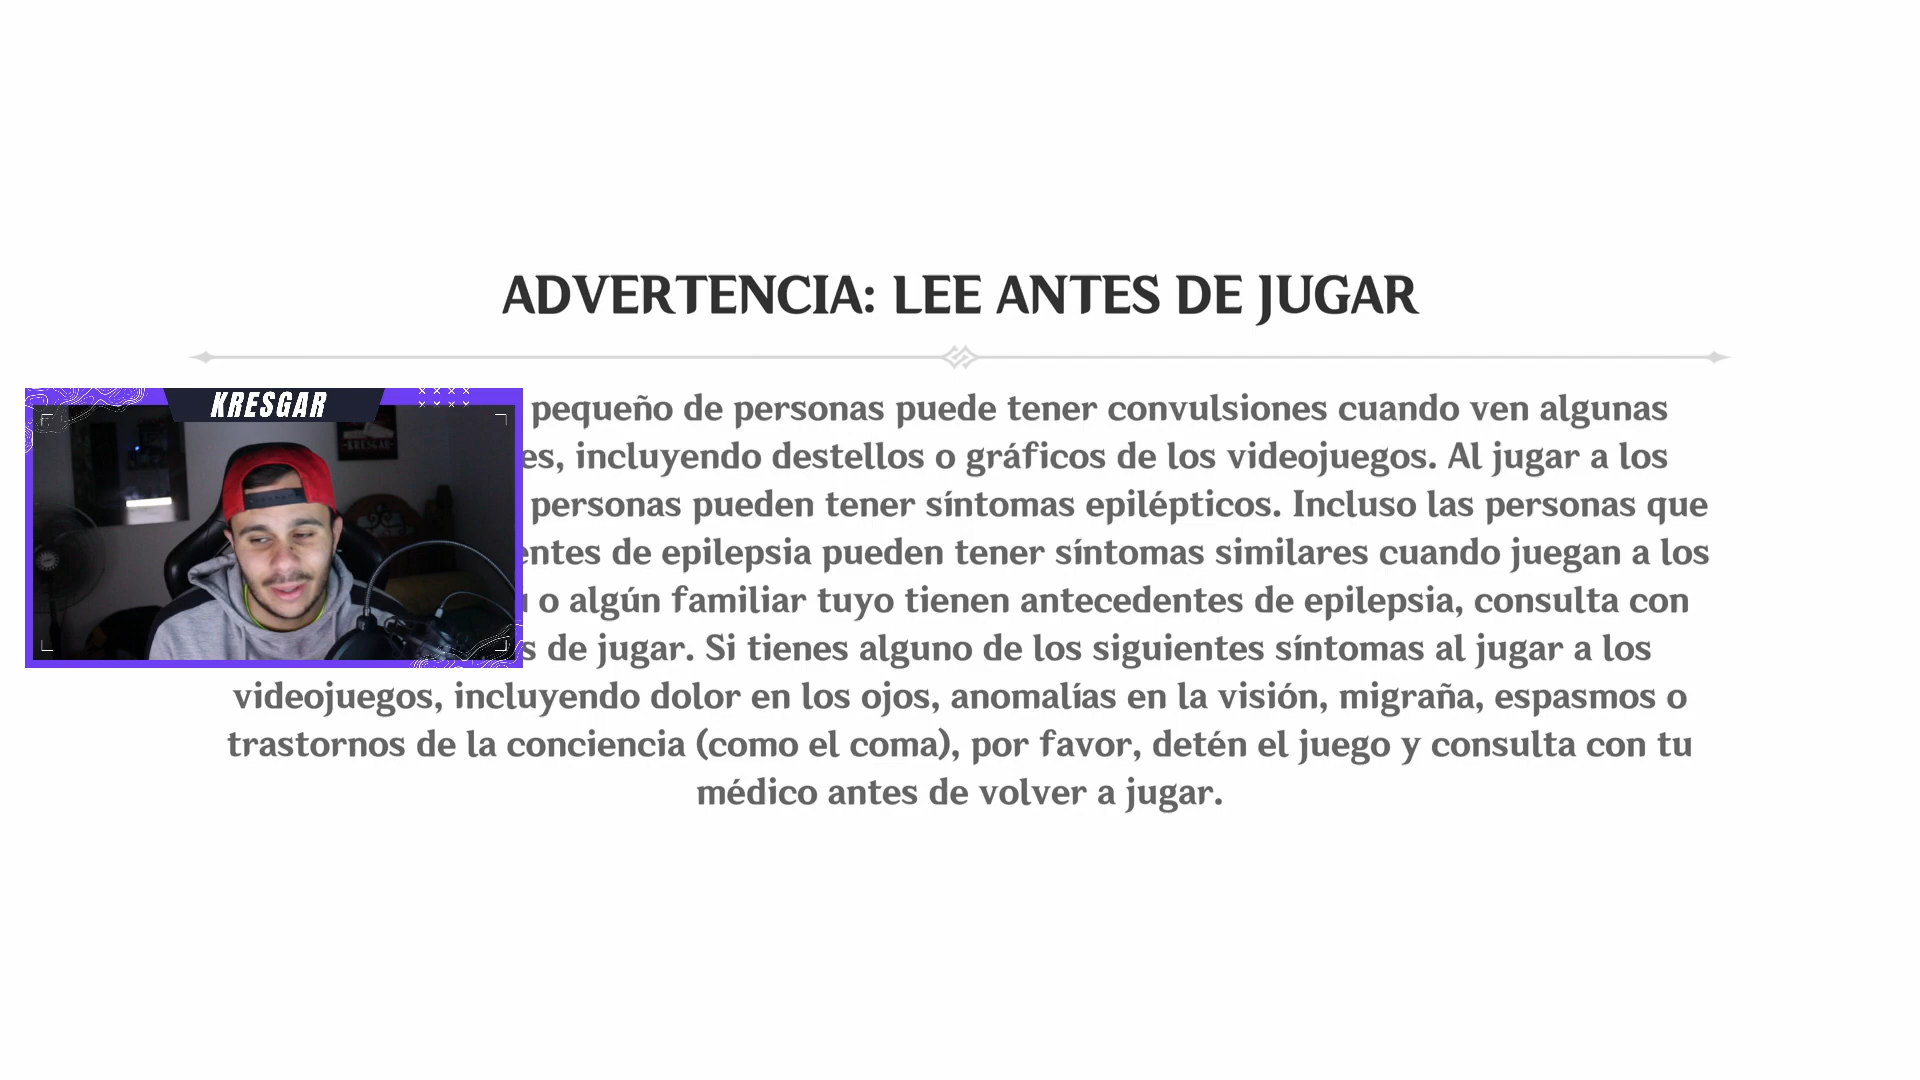 ADVERTENCIA: LEE ANTES DE JUGAR
KRESGAR
pequeño de personas puede tener convulsiones cuando ven algunas
es, incluyendo destellos o gráficos de los videojuegos. Al jugar a los
personas pueden tener síntomas epilépticos. Incluso las personas que
entes de epilepsia pueden tener síntomas similares cuando juegan a los
o algún familiar tuyo tienen antecedentes de epilepsia, consulta con
s de jugar. Si tienes alguno de los siguientes síntomas al jugar a los
videojuegos, incluyendo dolor en los ojos, anomalías en la visión, migraña, espasmos o
trastornos de la conciencia (como el coma), por favor, detén el juego y consulta con tu
médico antes de volver a jugar.